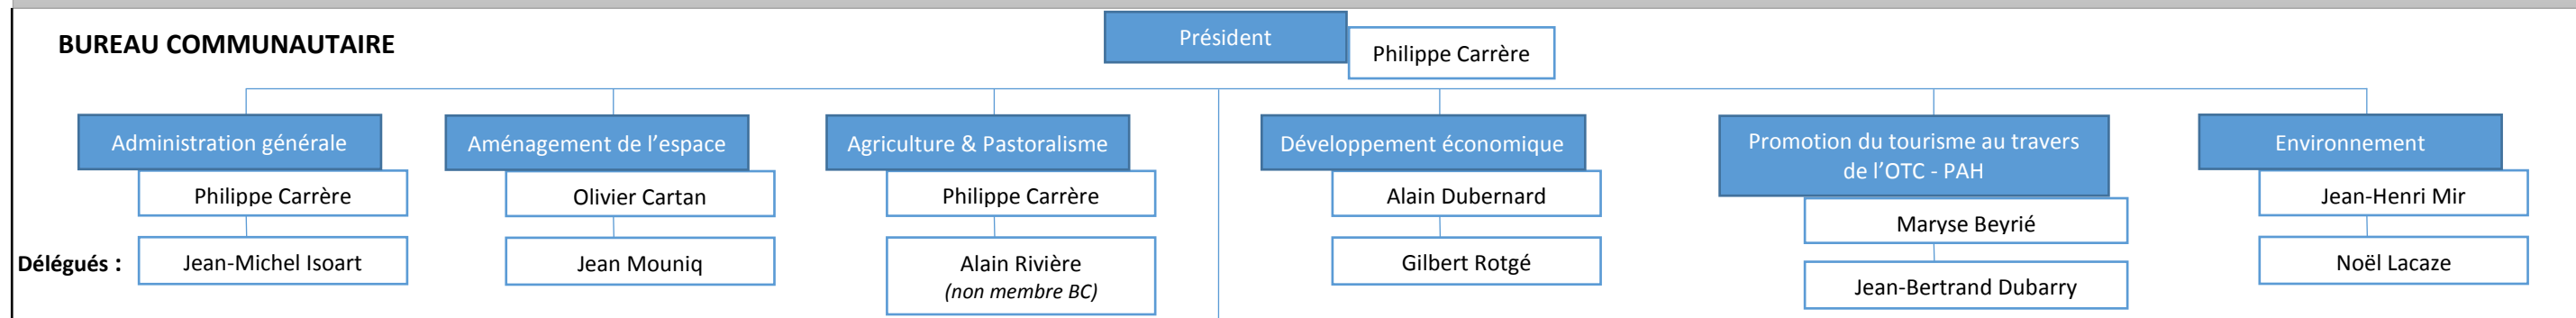 BUREAU COMMUNAUTAIRE
Président
Philippe Carrère
Administration générale
Philippe Carrère
Aménagement de l'espace
Olivier Cartan
Agriculture & Pastoralisme
Philippe Carrère
Développement économique
Alain Dubernard
Promotion du tourisme au travers
de l'OTC - PAH
Maryse Beyrié
Environnement
Jean-Henri Mir
Délégués :
Jean-Michel Isoart
Jean Mouniq
Alain Rivière
(non membre BC)
Gilbert Rotgé
Jean-Bertrand Dubarry
Noël Lacaze